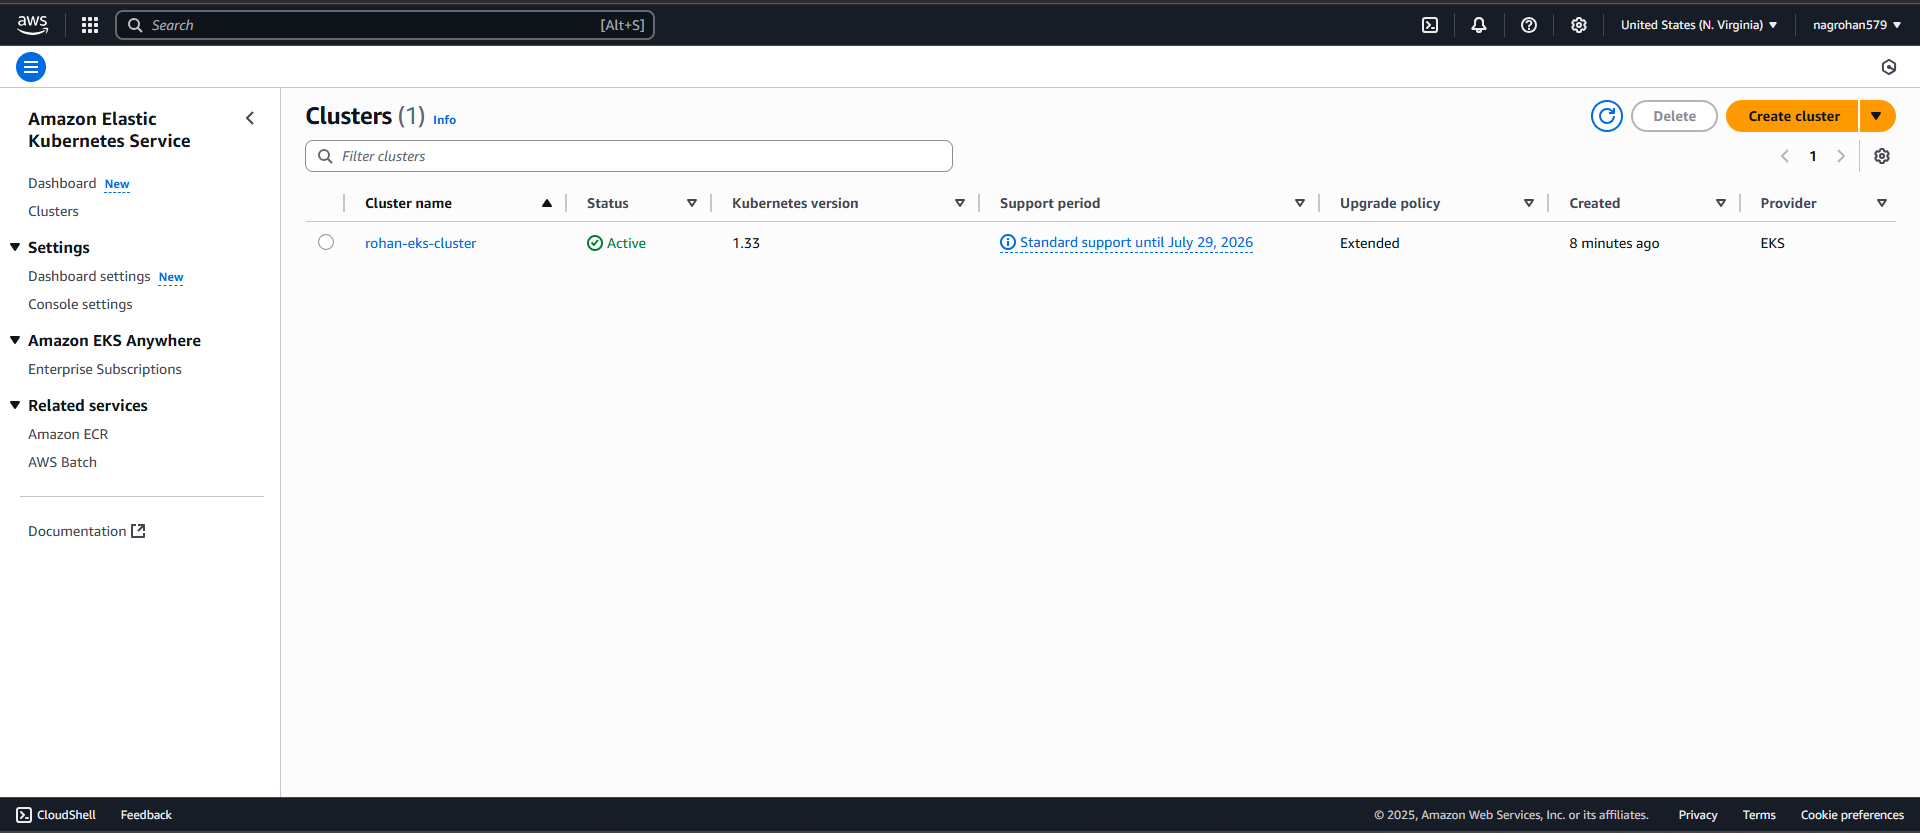 aws
Search [Alt+S]
United States (N. Virginia)
nagrohan579
Amazon Elastic
Kubernetes Service
Dashboard New
Clusters
Settings
Dashboard settings New
Console settings
Amazon EKS Anywhere
Enterprise Subscriptions
Related services
Amazon ECR
AWS Batch
Documentation
Clusters (1) Info
Delete
Create cluster
Filter clusters
1
Cluster name Status Kubernetes version Support period Upgrade policy Created Provider
rohan-eks-cluster Active 1.33 Standard support until July 29, 2026 Extended 8 minutes ago EKS
CloudShell Feedback © 2025, Amazon Web Services, Inc. or its affiliates. Privacy Terms Cookie preferences